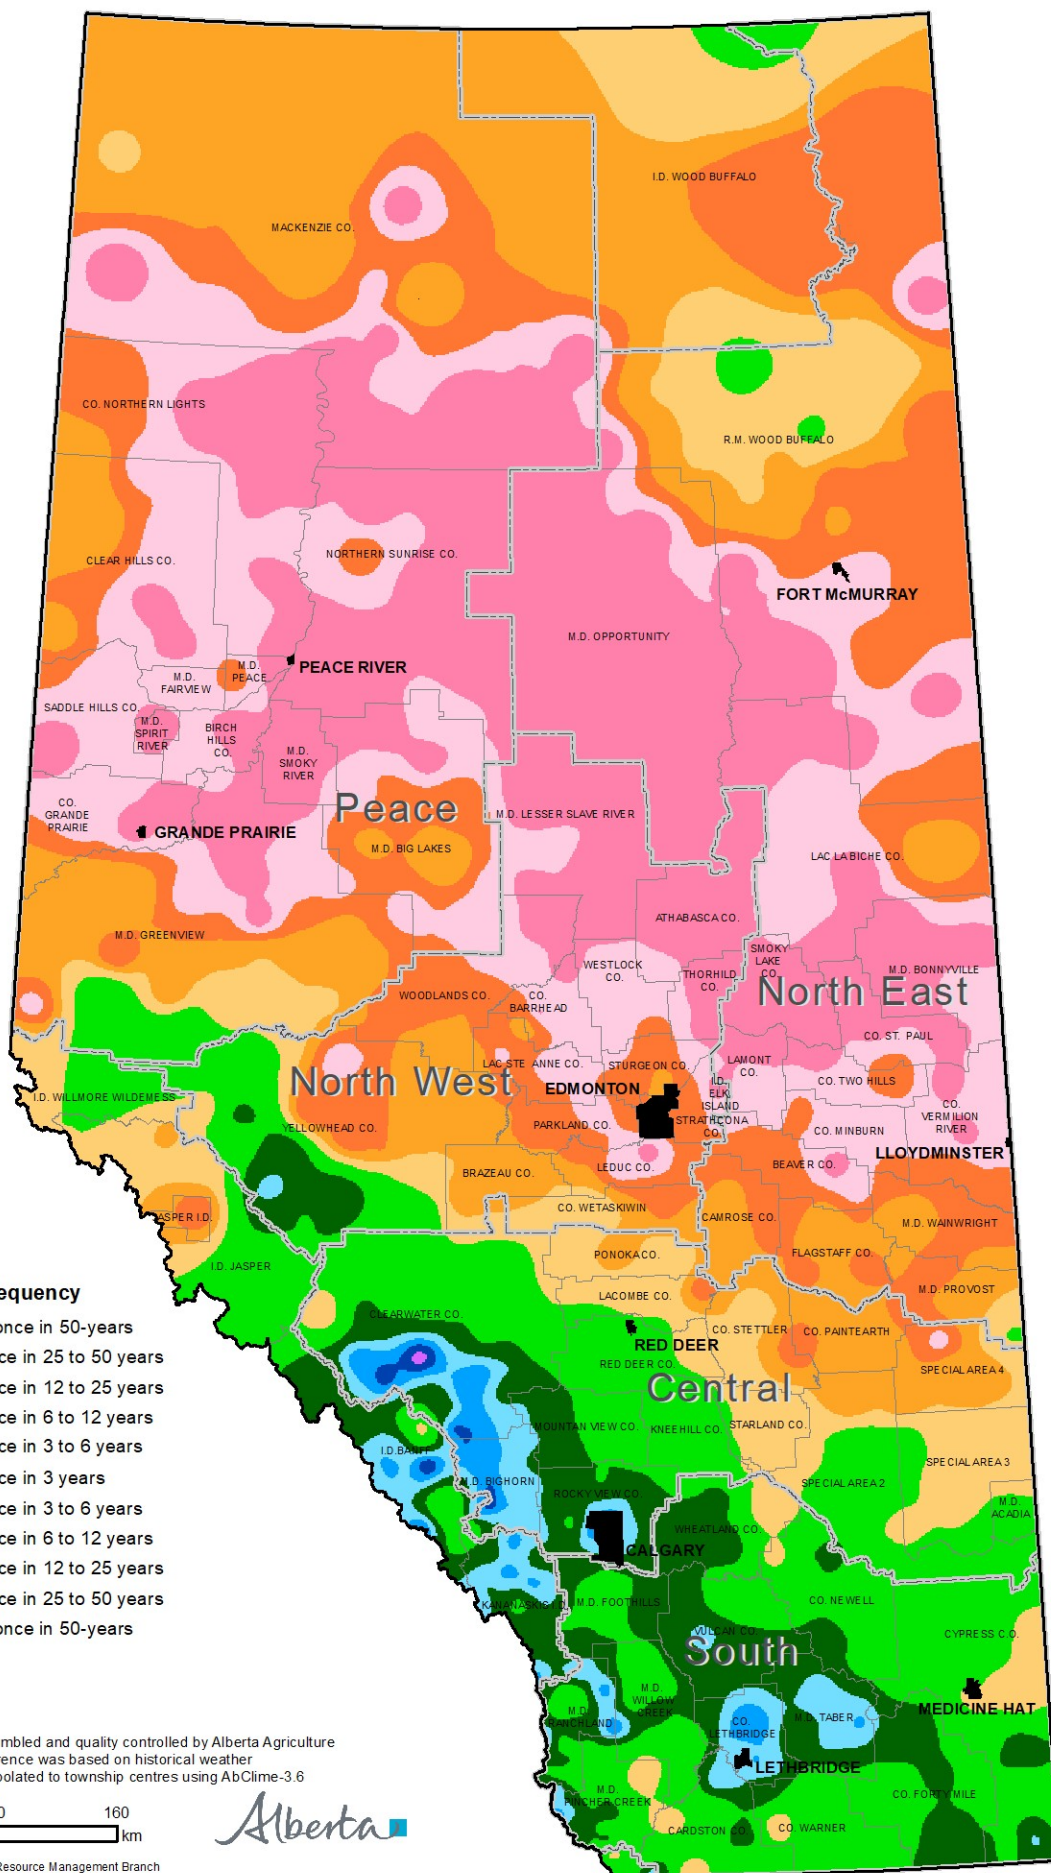 I.D. WOOD BUFFALO
MACKENZIE CO.
CO. NORTHERN LIGHTS
R.M. WOOD BUFFALO
CLEAR HILLS CO.
NORTHERN SUNRISE CO.
FORT McMURRAY
M.D. OPPORTUNITY
PEACE RIVER
M.D.
PEACE
M.D.
FAIRVIEW
SADDLE HILLS CO.
M.D.
SPIRIT
RIVER
BIRCH
HILLS
CO.
M.D.
SMOKY
RIVER
CO.
GRANDE
PRAIRIE
Peace
M.D. LESSER SLAVE RIVER
GRANDE PRAIRIE
M.D. BIG LAKES
LAC LA BICHE CO.
ATHABASCA CO.
M.D. GREENVIEW
SMOKY
LAKE
CO.
WESTLOCK
CO.
THORHILD
CO.
M.D. BONNYVILLE
North East
WOODLANDS CO.
CO.
BARRHEAD
CO. ST. PAUL
LAC STE ANNE CO.
STURGEON CO.
LAMONT
CO.
North West
EDMONTON
I.D.
ELK
ISLAND
CO. TWO HILLS
I.D. WILLMORE WILDERNESS
CO.
VERMILION
RIVER
STRATHCONA
CO.
YELLOWHEAD CO.
PARKLAND CO.
CO. MINBURN
LLOYDMINSTER
LEDUC CO.
BEAVER CO.
BRAZEAU CO.
CO. WETASKIWIN
JASPER I.D.
CAMROSE CO.
M.D. WAINWRIGHT
PONOKA CO.
FLAGSTAFF CO.
I.D. JASPER
M.D. PROVOST
equency
LACOMBE CO.
CLEARWATER CO.
once in 50-years
CO. STETTLER
CO. PAINTEARTH
RED DEER
ce in 25 to 50 years
RED DEER CO.
SPECIAL AREA 4
ce in 12 to 25 years
Central
ce in 6 to 12 years
MOUNTAIN VIEW CO.
KNEEHILL CO.
STARLAND CO.
ce in 3 to 6 years
I.D. BANFF
SPECIAL AREA 3
ce in 3 years
M.D. BIGHORN
SPECIAL AREA 2
ROCKY VIEW CO.
ce in 3 to 6 years
M.D.
ACADIA
WHEATLAND CO.
ce in 6 to 12 years
CALGARY
ce in 12 to 25 years
ce in 25 to 50 years
KANANASKIS I.D.
M.D. FOOTHILLS
CO. NEWELL
once in 50-years
VULCAN CO.
CYPRESS C.O.
South
M.D.
WILLOW
CREEK
MEDICINE HAT
M.D.
RANCHLAND
CO.
LETHBRIDGE
M.D. TABER
mbled and quality controlled by Alberta Agriculture
rence was based on historical weather
polated to township centres using AbClime-3.6
LETHBRIDGE
M.D.
PINCHER CREEK
CO. FORTY MILE
0 160
km
Alberta
CARDSTON CO.
CO. WARNER
Resource Management Branch